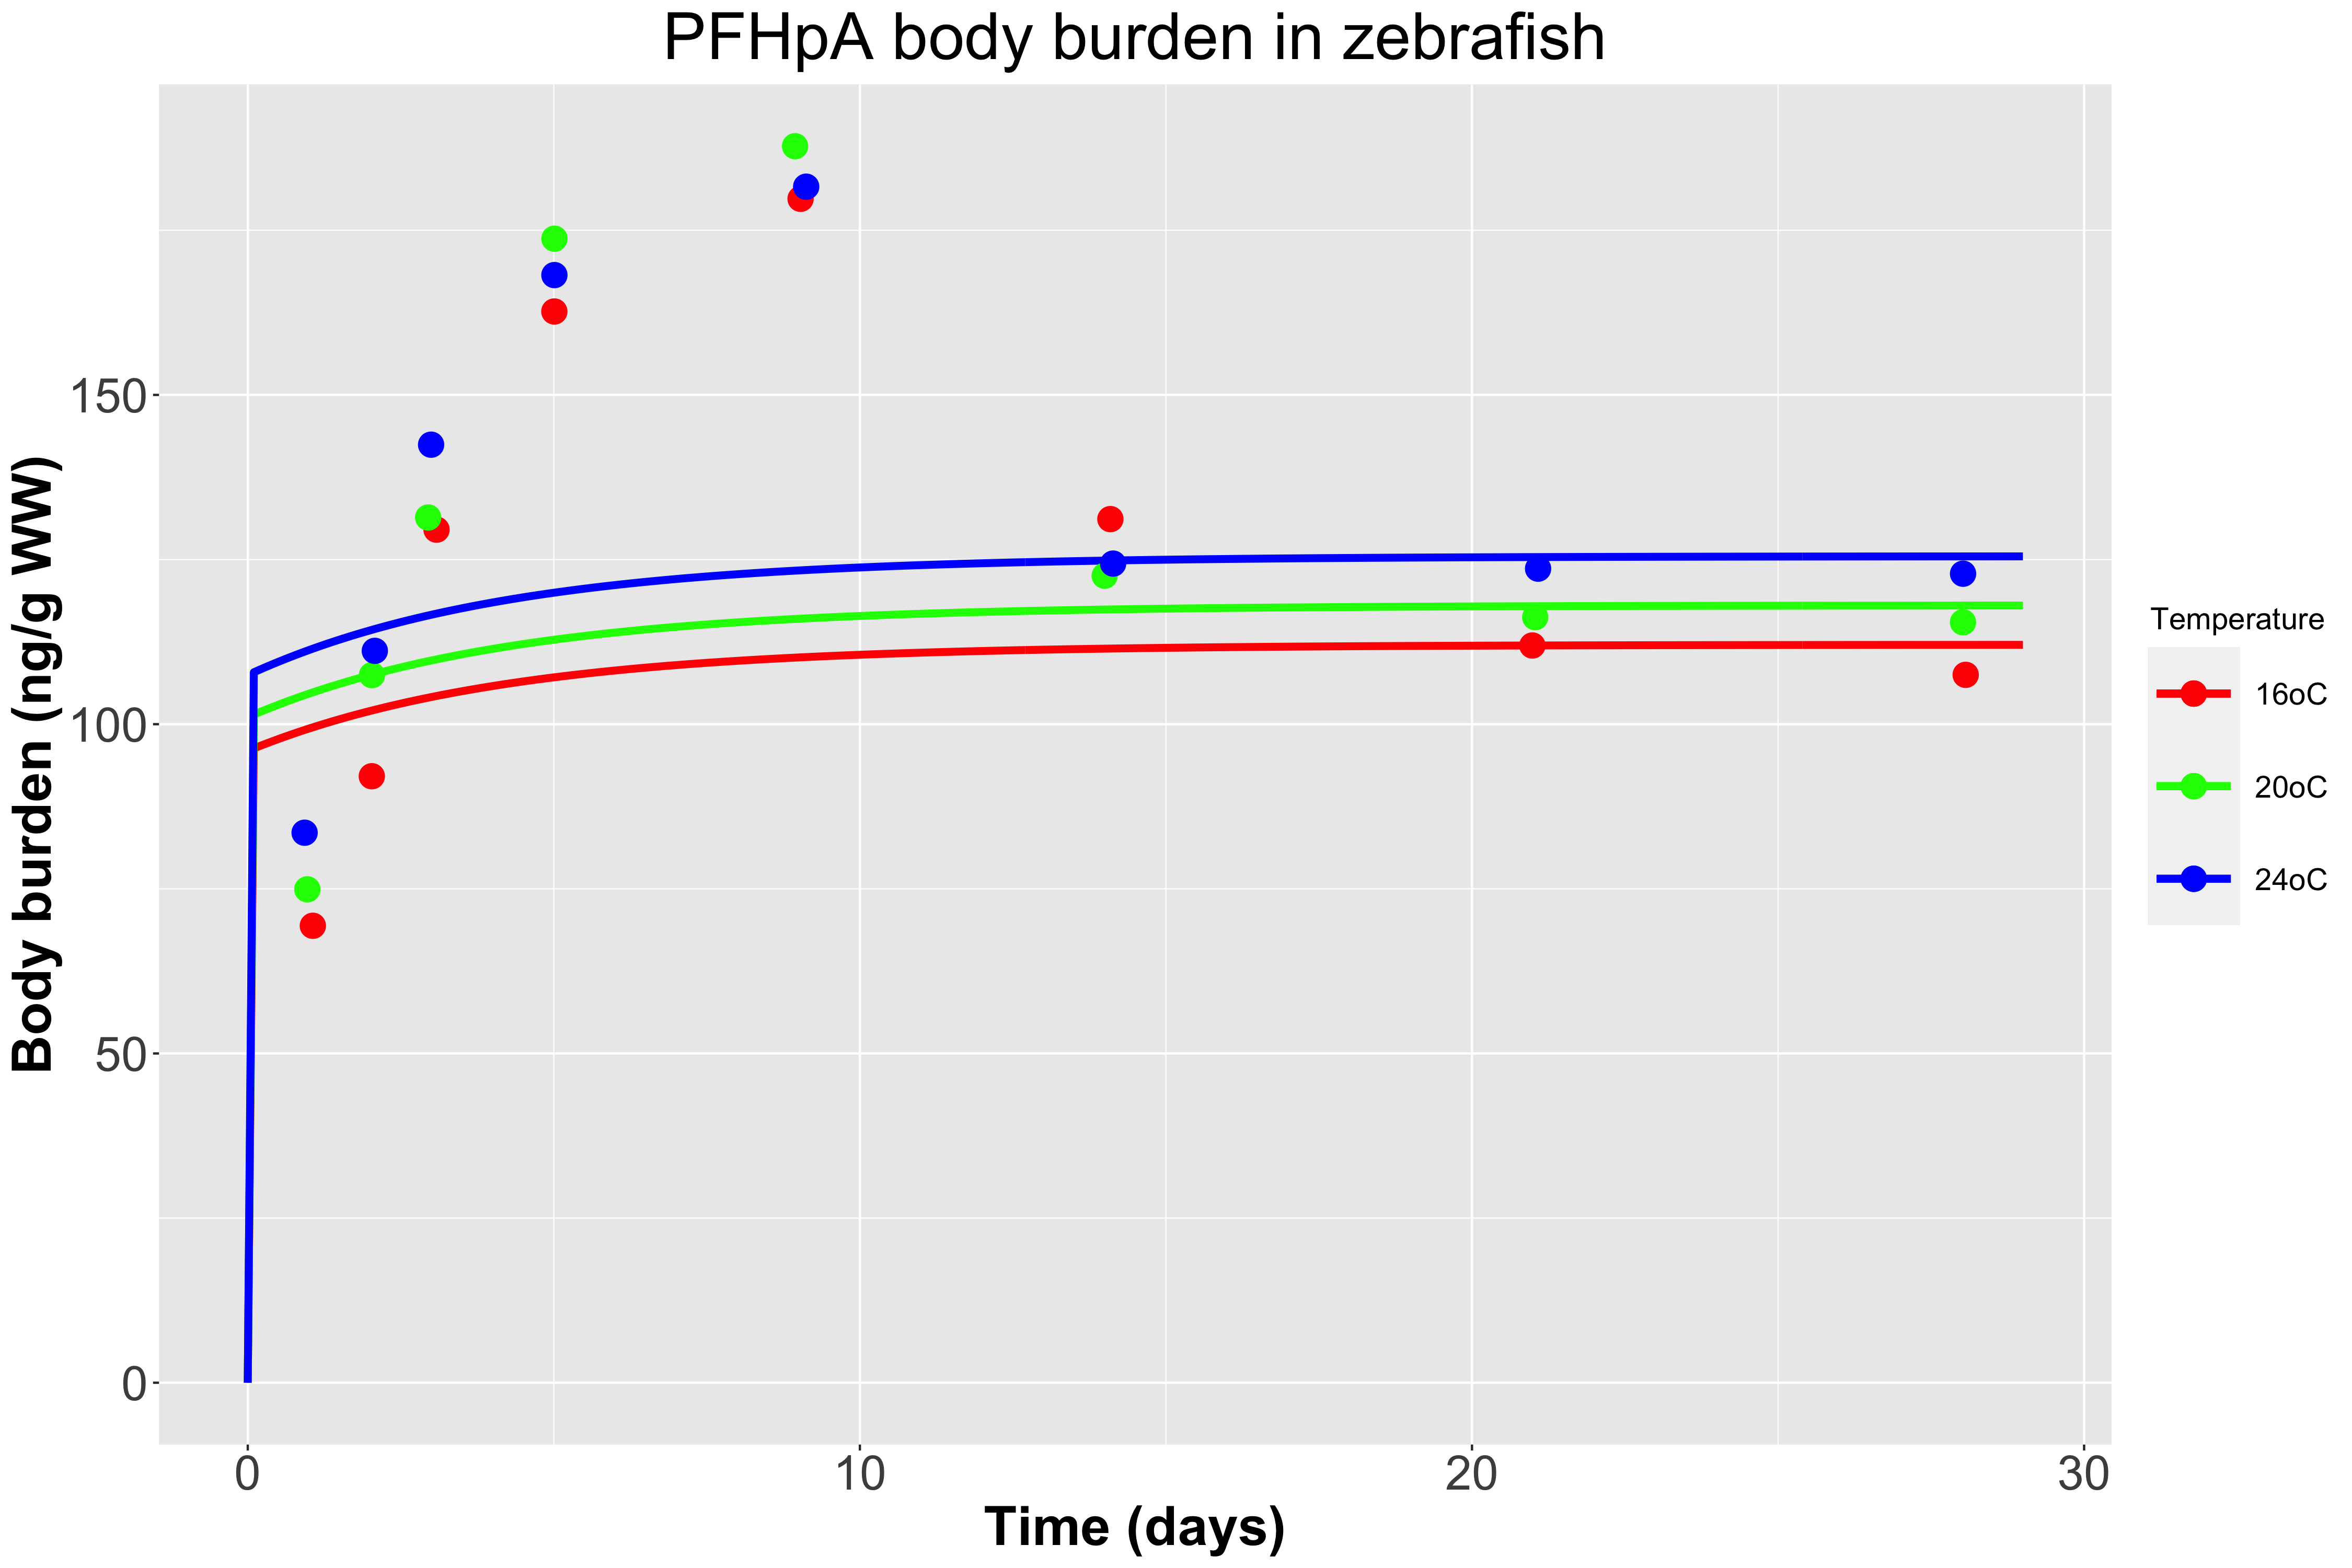 PFHpA body burden in zebrafish
Body burden (ng/g WW)
150
100
50
0
0
10
20
30
Time (days)
Temperature
16oC
20oC
24oC